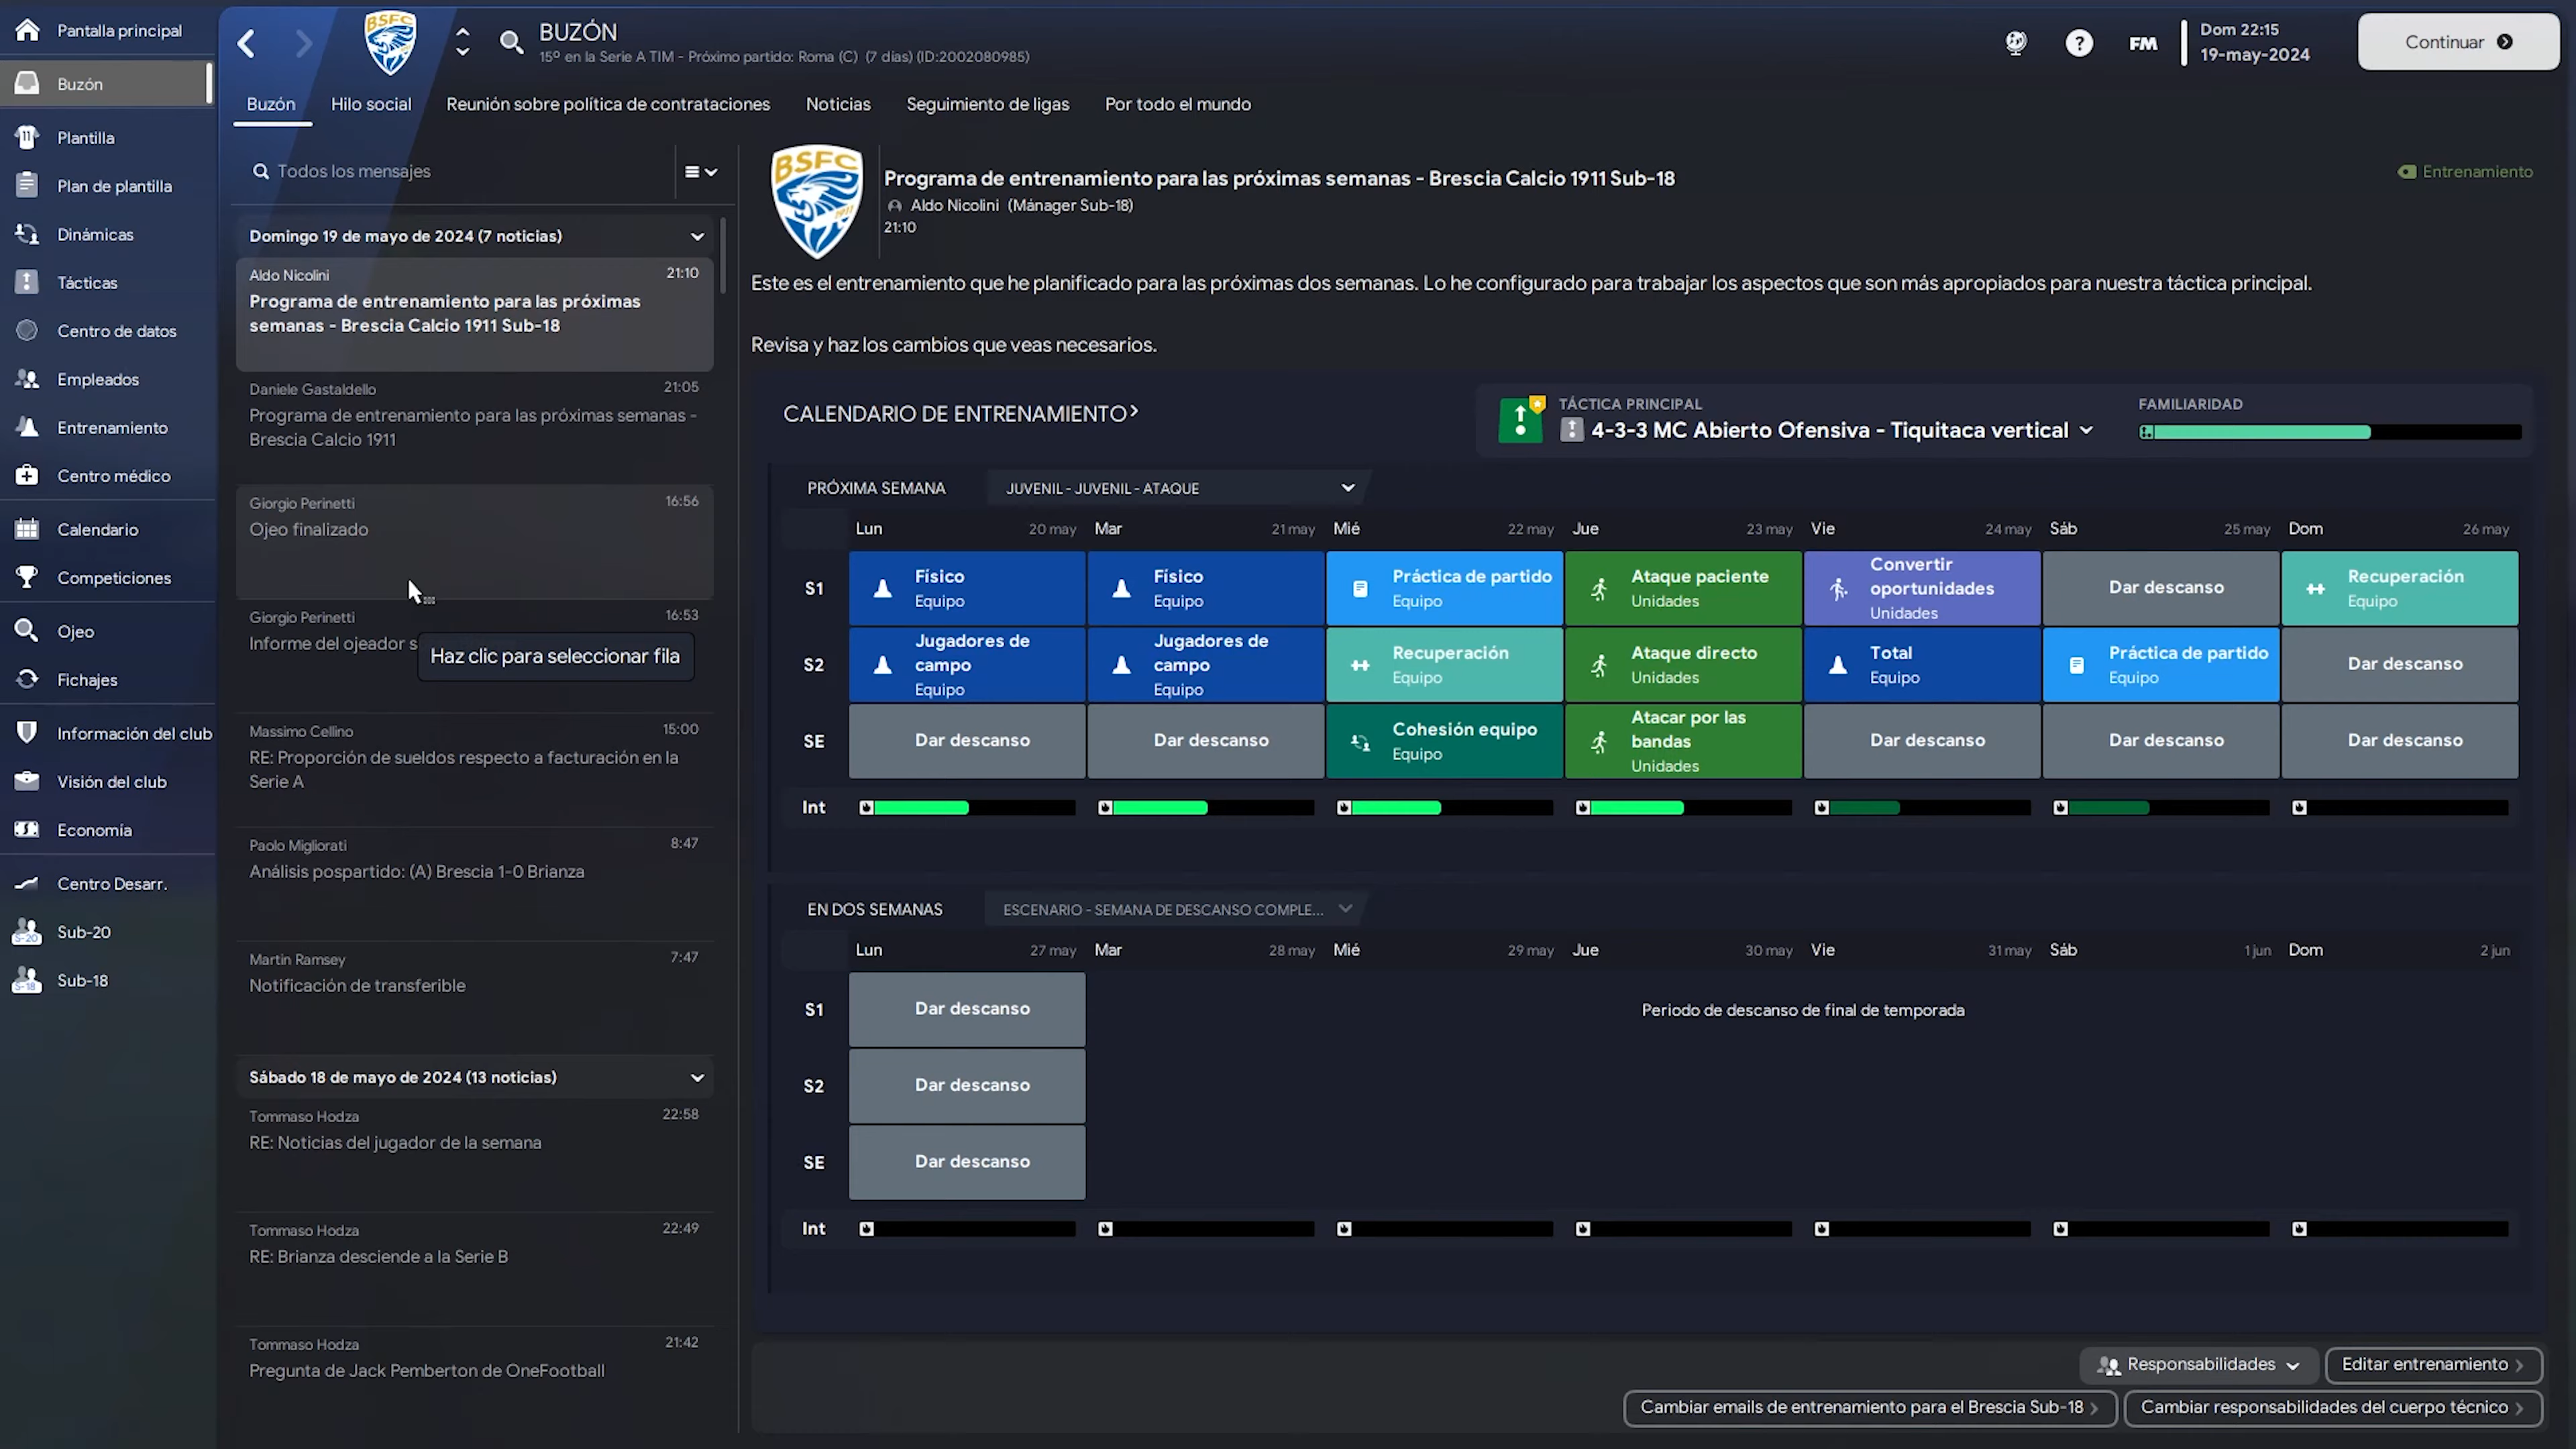 Pantalla principal
Buzón
Plantilla
Plan de plantilla
Dinámicas
Tácticas
Centro de datos
Empleados
Entrenamiento
Centro médico
Calendario
Competiciones
Ojeo
Fichajes
Información del club
Visión del club
Economía
Centro Desarr.
S-20
Sub-20
S-18
Sub-18
BSFC
BUZÓN
15º en la Serie A TIM - Próximo partido: Roma (C) (7 días) (ID:2002080985)
?
FM
Dom 22:15
19-may-2024
Continuar
Buzón
Hilo social
Reunión sobre política de contrataciones
Noticias
Seguimiento de ligas
Por todo el mundo
Todos los mensajes
Domingo 19 de mayo de 2024 (7 noticias)
Aldo Nicolini
21:10
Programa de entrenamiento para las próximas
semanas - Brescia Calcio 1911 Sub-18
Daniele Gastaldello
21:05
Programa de entrenamiento para las próximas semanas -
Brescia Calcio 1911
Giorgio Perinetti
16:56
Ojeo finalizado
Giorgio Perinetti
16:53
Informe del ojeador s
Haz clic para seleccionar fila
Massimo Cellino
15:00
RE: Proporción de sueldos respecto a facturación en la
Serie A
Paolo Migliorati
8:47
Análisis pospartido: (A) Brescia 1-0 Brianza
Martin Ramsey
7:47
Notificación de transferible
Sábado 18 de mayo de 2024 (13 noticias)
Tommaso Hodza
22:58
RE: Noticias del jugador de la semana
Tommaso Hodza
22:49
RE: Brianza desciende a la Serie B
Tommaso Hodza
21:42
Pregunta de Jack Pemberton de OneFootball
BSFC
1911
Programa de entrenamiento para las próximas semanas - Brescia Calcio 1911 Sub-18
Aldo Nicolini (Mánager Sub-18)
21:10
Entrenamiento
Este es el entrenamiento que he planificado para las próximas dos semanas. Lo he configurado para trabajar los aspectos que son más apropiados para nuestra táctica principal.
Revisa y haz los cambios que veas necesarios.
CALENDARIO DE ENTRENAMIENTO
TÁCTICA PRINCIPAL
4-3-3 MC Abierto Ofensiva - Tiquitaca vertical
FAMILIARIDAD
PRÓXIMA SEMANA
JUVENIL - JUVENIL - ATAQUE
Lun 20 may Mar 21 may Mié 22 may Jue 23 may Vie 24 may Sáb 25 may Dom 26 may
S1
Físico
Equipo
Físico
Equipo
Práctica de partido
Equipo
Ataque paciente
Unidades
Convertir
oportunidades
Unidades
Dar descanso
Recuperación
Equipo
S2
Jugadores de
campo
Equipo
Jugadores de
campo
Equipo
Recuperación
Equipo
Ataque directo
Unidades
Total
Equipo
Práctica de partido
Equipo
Dar descanso
SE
Dar descanso
Dar descanso
Cohesión equipo
Equipo
Atacar por las
bandas
Unidades
Dar descanso
Dar descanso
Dar descanso
Int
EN DOS SEMANAS
ESCENARIO - SEMANA DE DESCANSO COMPLE...
Lun 27 may Mar 28 may Mié 29 may Jue 30 may Vie 31 may Sáb 1 jun Dom 2 jun
S1
Dar descanso
Periodo de descanso de final de temporada
S2
Dar descanso
SE
Dar descanso
Int
Responsabilidades
Editar entrenamiento
Cambiar emails de entrenamiento para el Brescia Sub-18
Cambiar responsabilidades del cuerpo técnico